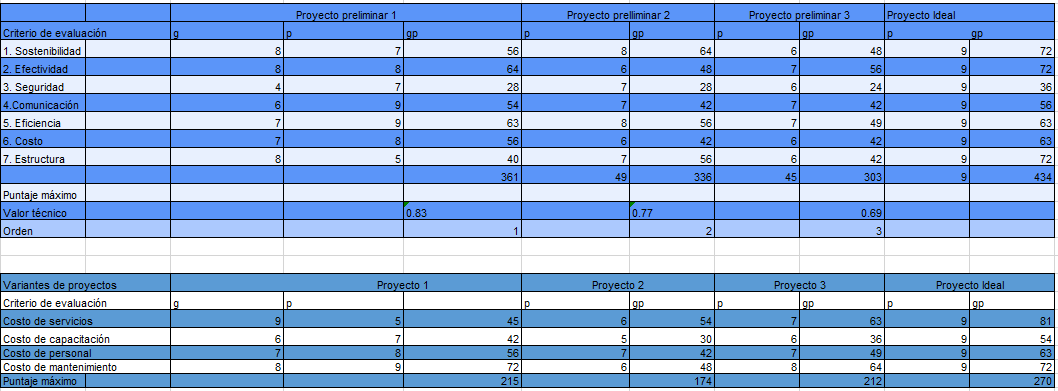 Proyecto preliminar 1 Proyecto prelliminar 2 Proyecto preliminar 3 Proyecto Ideal
Criterio de evaluación g p gp p gp p gp p gp
1. Sostenibilidad 8 7 56 8 64 6 48 9 72
2. Efectividad 8 8 64 6 48 7 56 9 72
3. Seguridad 4 7 28 7 28 6 24 9 36
4.Comunicación 6 9 54 7 42 7 42 9 56
5. Eficiencia 7 9 63 8 56 7 49 9 63
6. Costo 7 8 56 6 42 6 42 9 63
7. Estructura 8 5 40 7 56 6 42 9 72
361 49 336 45 303 9 434
Puntaje máximo
Valor técnico 0.83 0.77 0.69
Orden 1 2 3
Variantes de proyectos Proyecto 1 Proyecto 2 Proyecto 3 Proyecto Ideal
Criterio de evaluación g p p gp p gp p gp
Costo de servicios 9 5 45 6 54 7 63 9 81
Costo de capacitación 6 7 42 5 30 6 36 9 54
Costo de personal 7 8 56 7 42 7 49 9 63
Costo de mantenimiento 8 9 72 6 48 8 64 9 72
Puntaje máximo 215 174 212 270